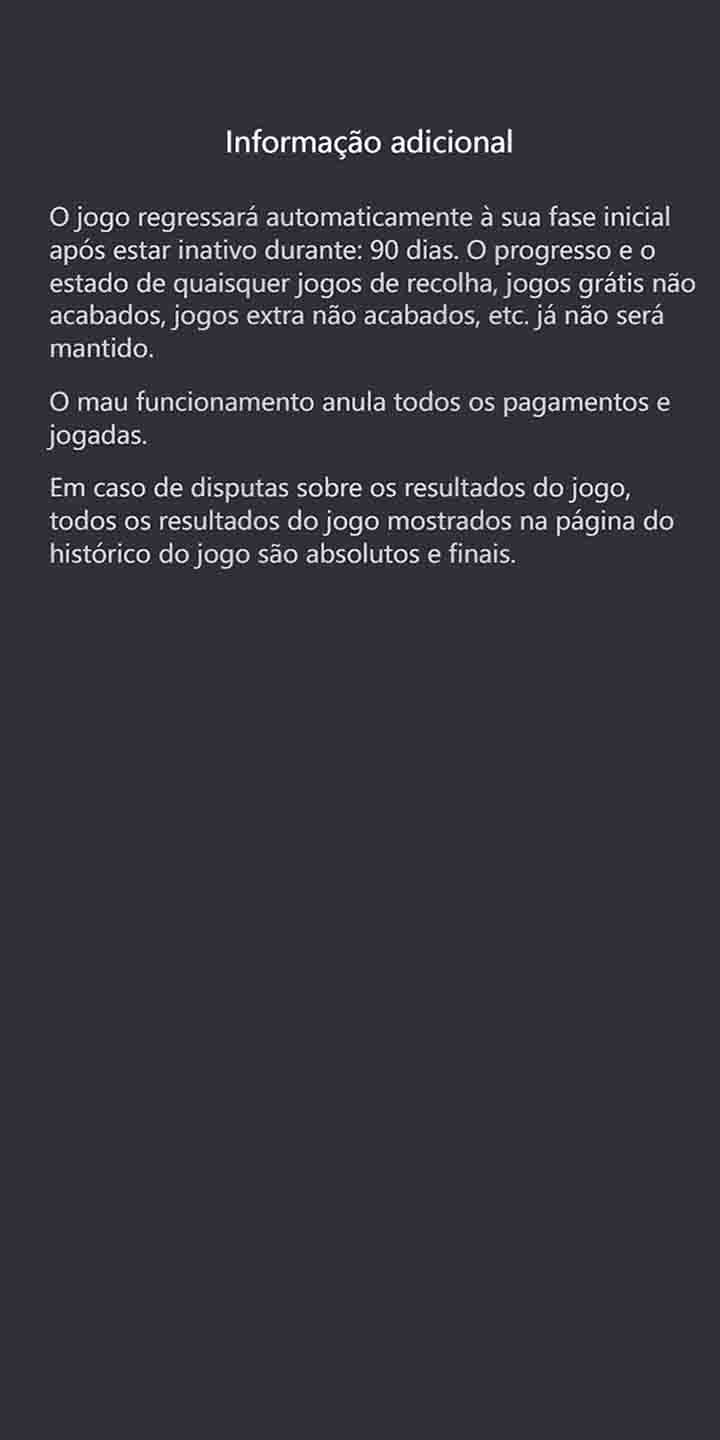 Informação adicional
O jogo regressará automaticamente à sua fase inicial
após estar inativo durante: 90 dias. O progresso e o
estado de quaisquer jogos de recolha, jogos grátis não
acabados, jogos extra não acabados, etc. já não será
mantido.
O mau funcionamento anula todos os pagamentos e
jogadas.
Em caso de disputas sobre os resultados do jogo,
todos os resultados do jogo mostrados na página do
histórico do jogo são absolutos e finais.